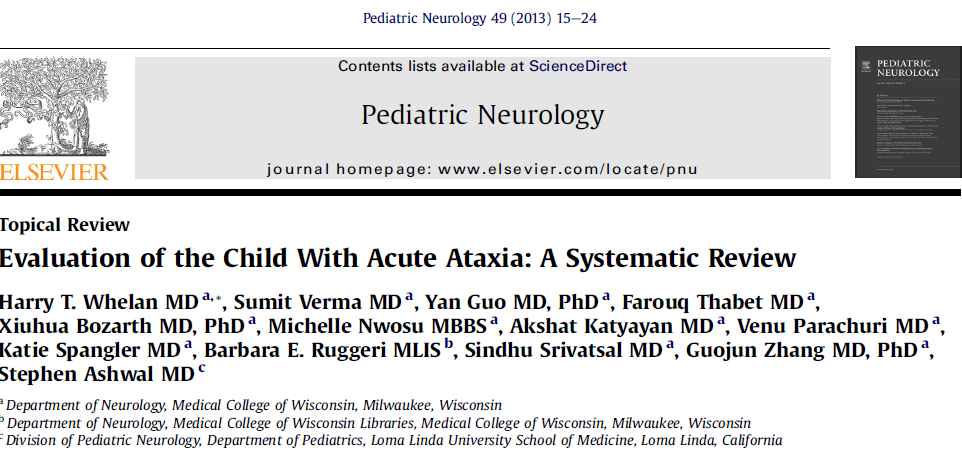 Pediatric Neurology 49 (2013) 15–24
Contents lists available at ScienceDirect
Pediatric Neurology
journal homepage: www.elsevier.com/locate/pnu
ELSEVIER
PEDIATRIC
NEUROLOGY
Topical Review
Evaluation of the Child With Acute Ataxia: A Systematic Review
Harry T. Whelan MD a,*, Sumit Verma MD a, Yan Guo MD, PhD a, Farouq Thabet MD a,
Xiuhua Bozarth MD, PhD a, Michelle Nwosu MBBS a, Akshat Katyayan MD a, Venu Parachuri MD a,
Katie Spangler MD a, Barbara E. Ruggeri MLIS b, Sindhu Srivatsal MD a, Guojun Zhang MD, PhD a,
Stephen Ashwal MD c
a Department of Neurology, Medical College of Wisconsin, Milwaukee, Wisconsin
b Department of Neurology, Medical College of Wisconsin Libraries, Medical College of Wisconsin, Milwaukee, Wisconsin
c Division of Pediatric Neurology, Department of Pediatrics, Loma Linda University School of Medicine, Loma Linda, California